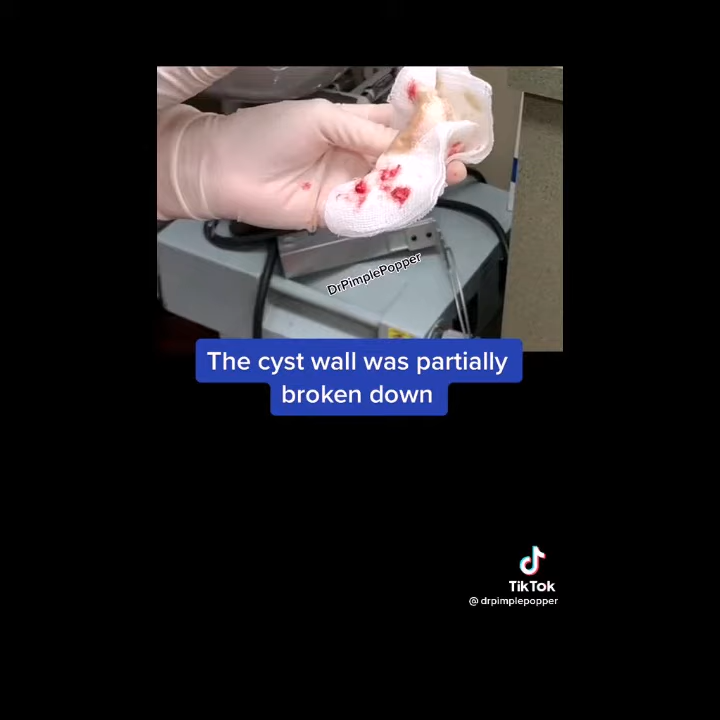 DrPimplePopper
The cyst wall was partially
broken down
TikTok
@ drpimplepopper